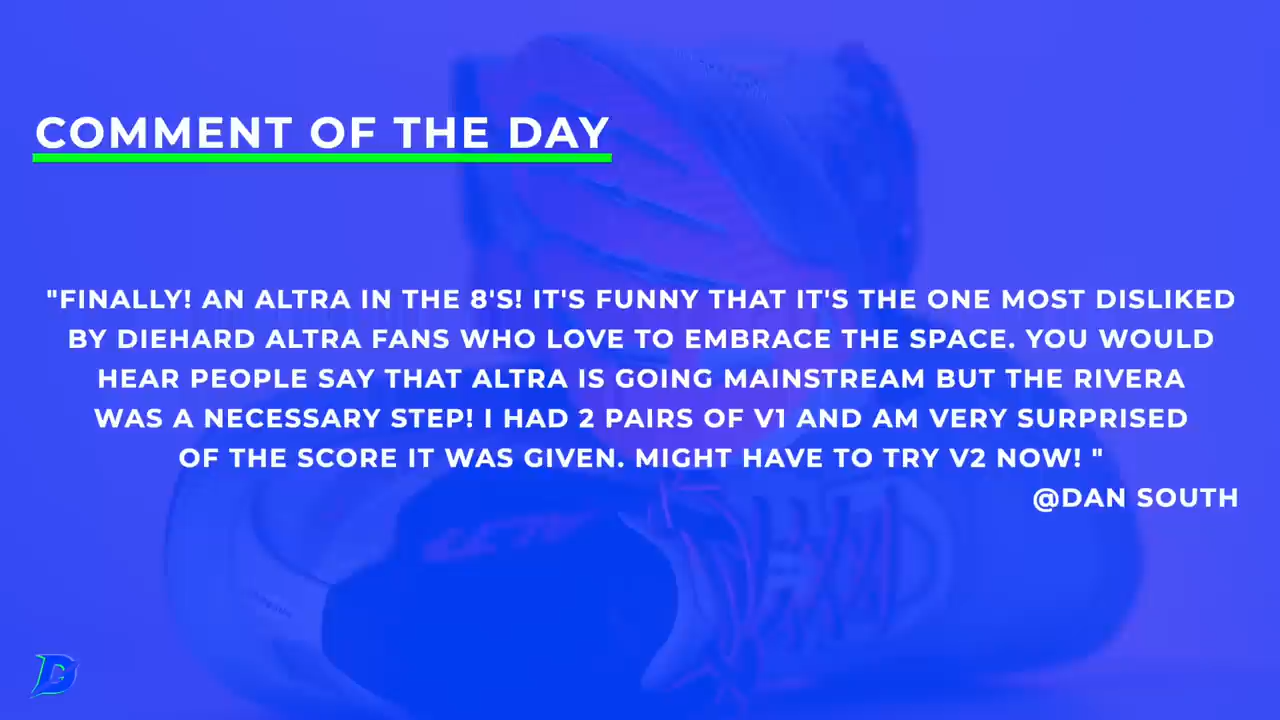 COMMENT OF THE DAY
"FINALLY! AN ALTRA IN THE 8'S! IT'S FUNNY THAT IT'S THE ONE MOST DISLIKED
BY DIEHARD ALTRA FANS WHO LOVE TO EMBRACE THE SPACE. YOU WOULD
HEAR PEOPLE SAY THAT ALTRA IS GOING MAINSTREAM BUT THE RIVERA
WAS A NECESSARY STEP! I HAD 2 PAIRS OF V1 AND AM VERY SURPRISED
OF THE SCORE IT WAS GIVEN. MIGHT HAVE TO TRY V2 NOW! "
@DAN SOUTH